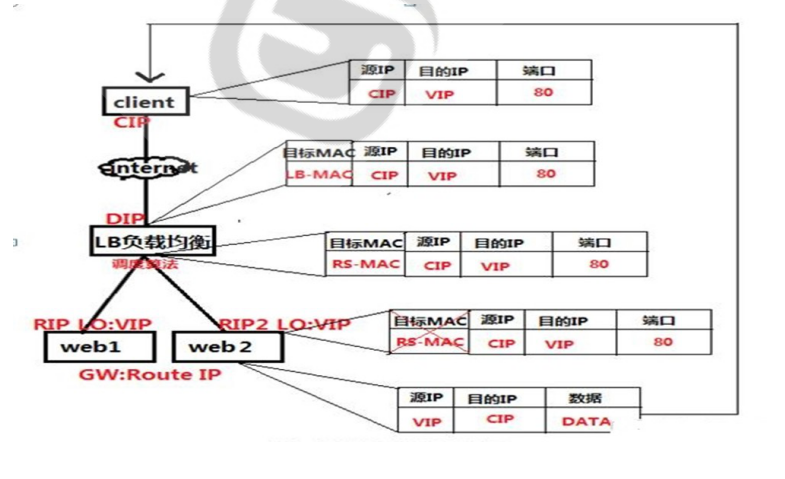 源IP 目的IP 端口
CIP VIP 80
client
CIP
internet
目标MAC 源IP 目的IP 端口
LB-MAC CIP VIP 80
DIP
LB负载均衡
调度算法
目标MAC 源IP 目的IP 端口
RS-MAC CIP VIP 80
RIP LO:VIP RIP2 LO:VIP
目标MAC 源IP 目的IP 端口
RS-MAC CIP VIP 80
web1 web2
GW:Route IP
源IP 目的IP 数据
VIP CIP DATA